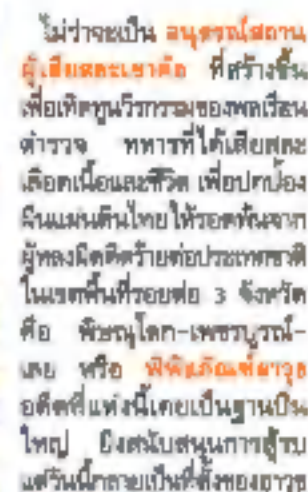 ไม่ว่าจะเป็น อนุสรณ์สถาน
ผู้เสียสละเขาค้อ ที่สร้างขึ้น
เพื่อเทิดทูนวีรกรรมของพลเรือน
ตำรวจ ทหารที่ได้เสียสละ
เลือดเนื้อและชีวิต เพื่อปกป้อง
ผืนแผ่นดินไทยให้รอดพ้นจาก
ผู้หลงผิดคิดร้ายต่อประเทศชาติ
ในเขตพื้นที่รอยต่อ 3 จังหวัด
คือ พิษณุโลก-เพชรบูรณ์-
เลย หรือ พิพิธภัณฑ์อาวุธ
อดีตที่แห่งนี้เคยเป็นฐานปืน
ใหญ่ ยิงสนับสนุนการสู้รบ
แต่วันนี้กลายเป็นที่ตั้งของอาวุธ